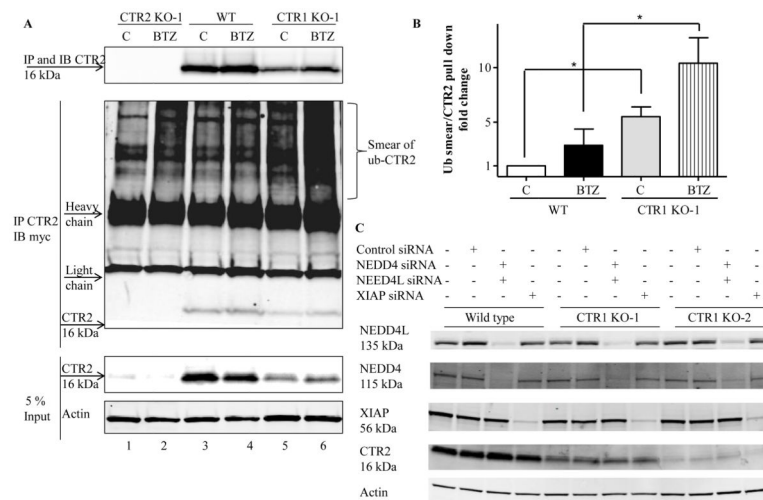 A
CTR2 KO-1 WT CTR1 KO-1
C BTZ C BTZ C BTZ
IP and IB CTR2
16 kDa
Smear of
ub-CTR2
IP CTR2
IB myc
Heavy
chain
Light
chain
CTR2
16 kDa
5 %
Input
CTR2
16 kDa
Actin
1 2 3 4 5 6
B
Ub smear/CTR2 pull down
fold change
10
5
1
* *
C BTZ C BTZ
WT CTR1 KO-1
C
Control siRNA - + - - - + - - - + - -
NEDD4 siRNA - - + - - - + - - - + -
NEED4L siRNA - - + - - - + - - - + -
XIAP siRNA - - - + - - - + - - - +
Wild type CTR1 KO-1 CTR1 KO-2
NEDD4L
135 kDa
NEDD4
115 kDa
XIAP
56 kDa
CTR2
16 kDa
Actin